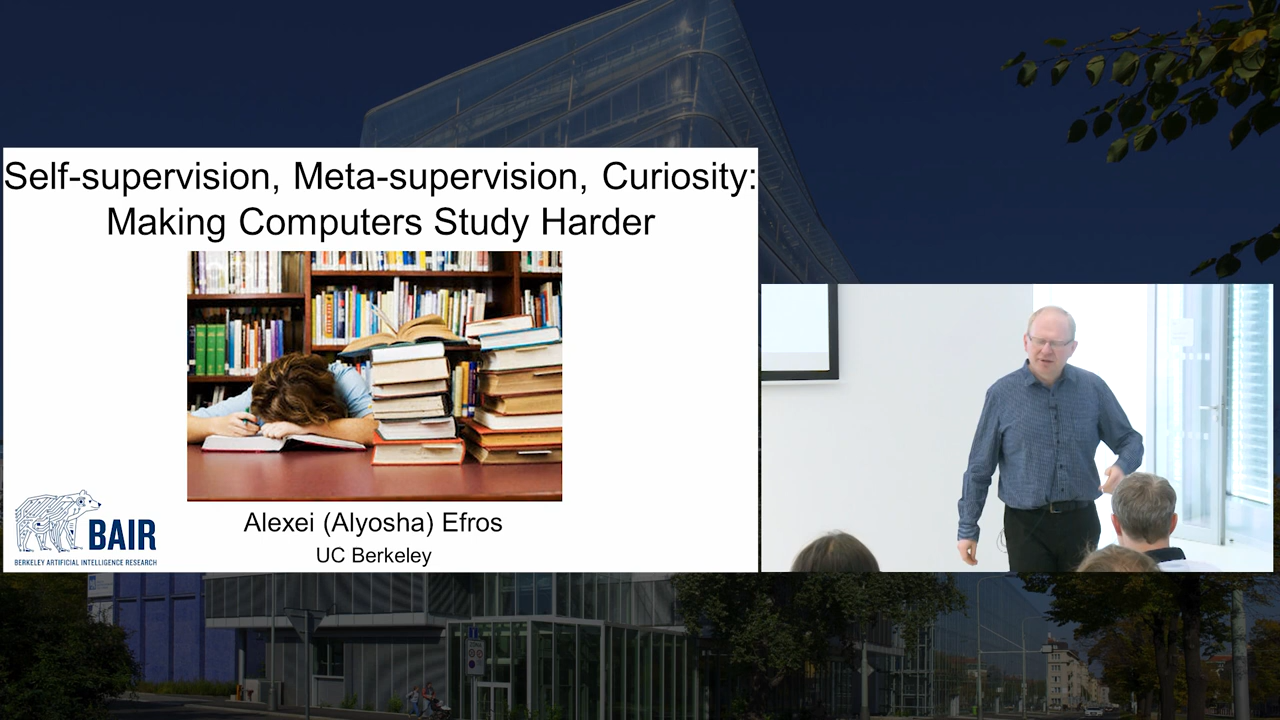 Self-supervision, Meta-supervision, Curiosity:
Making Computers Study Harder
BAIR
BERKELEY ARTIFICIAL INTELLIGENCE RESEARCH
Alexei (Alyosha) Efros
UC Berkeley